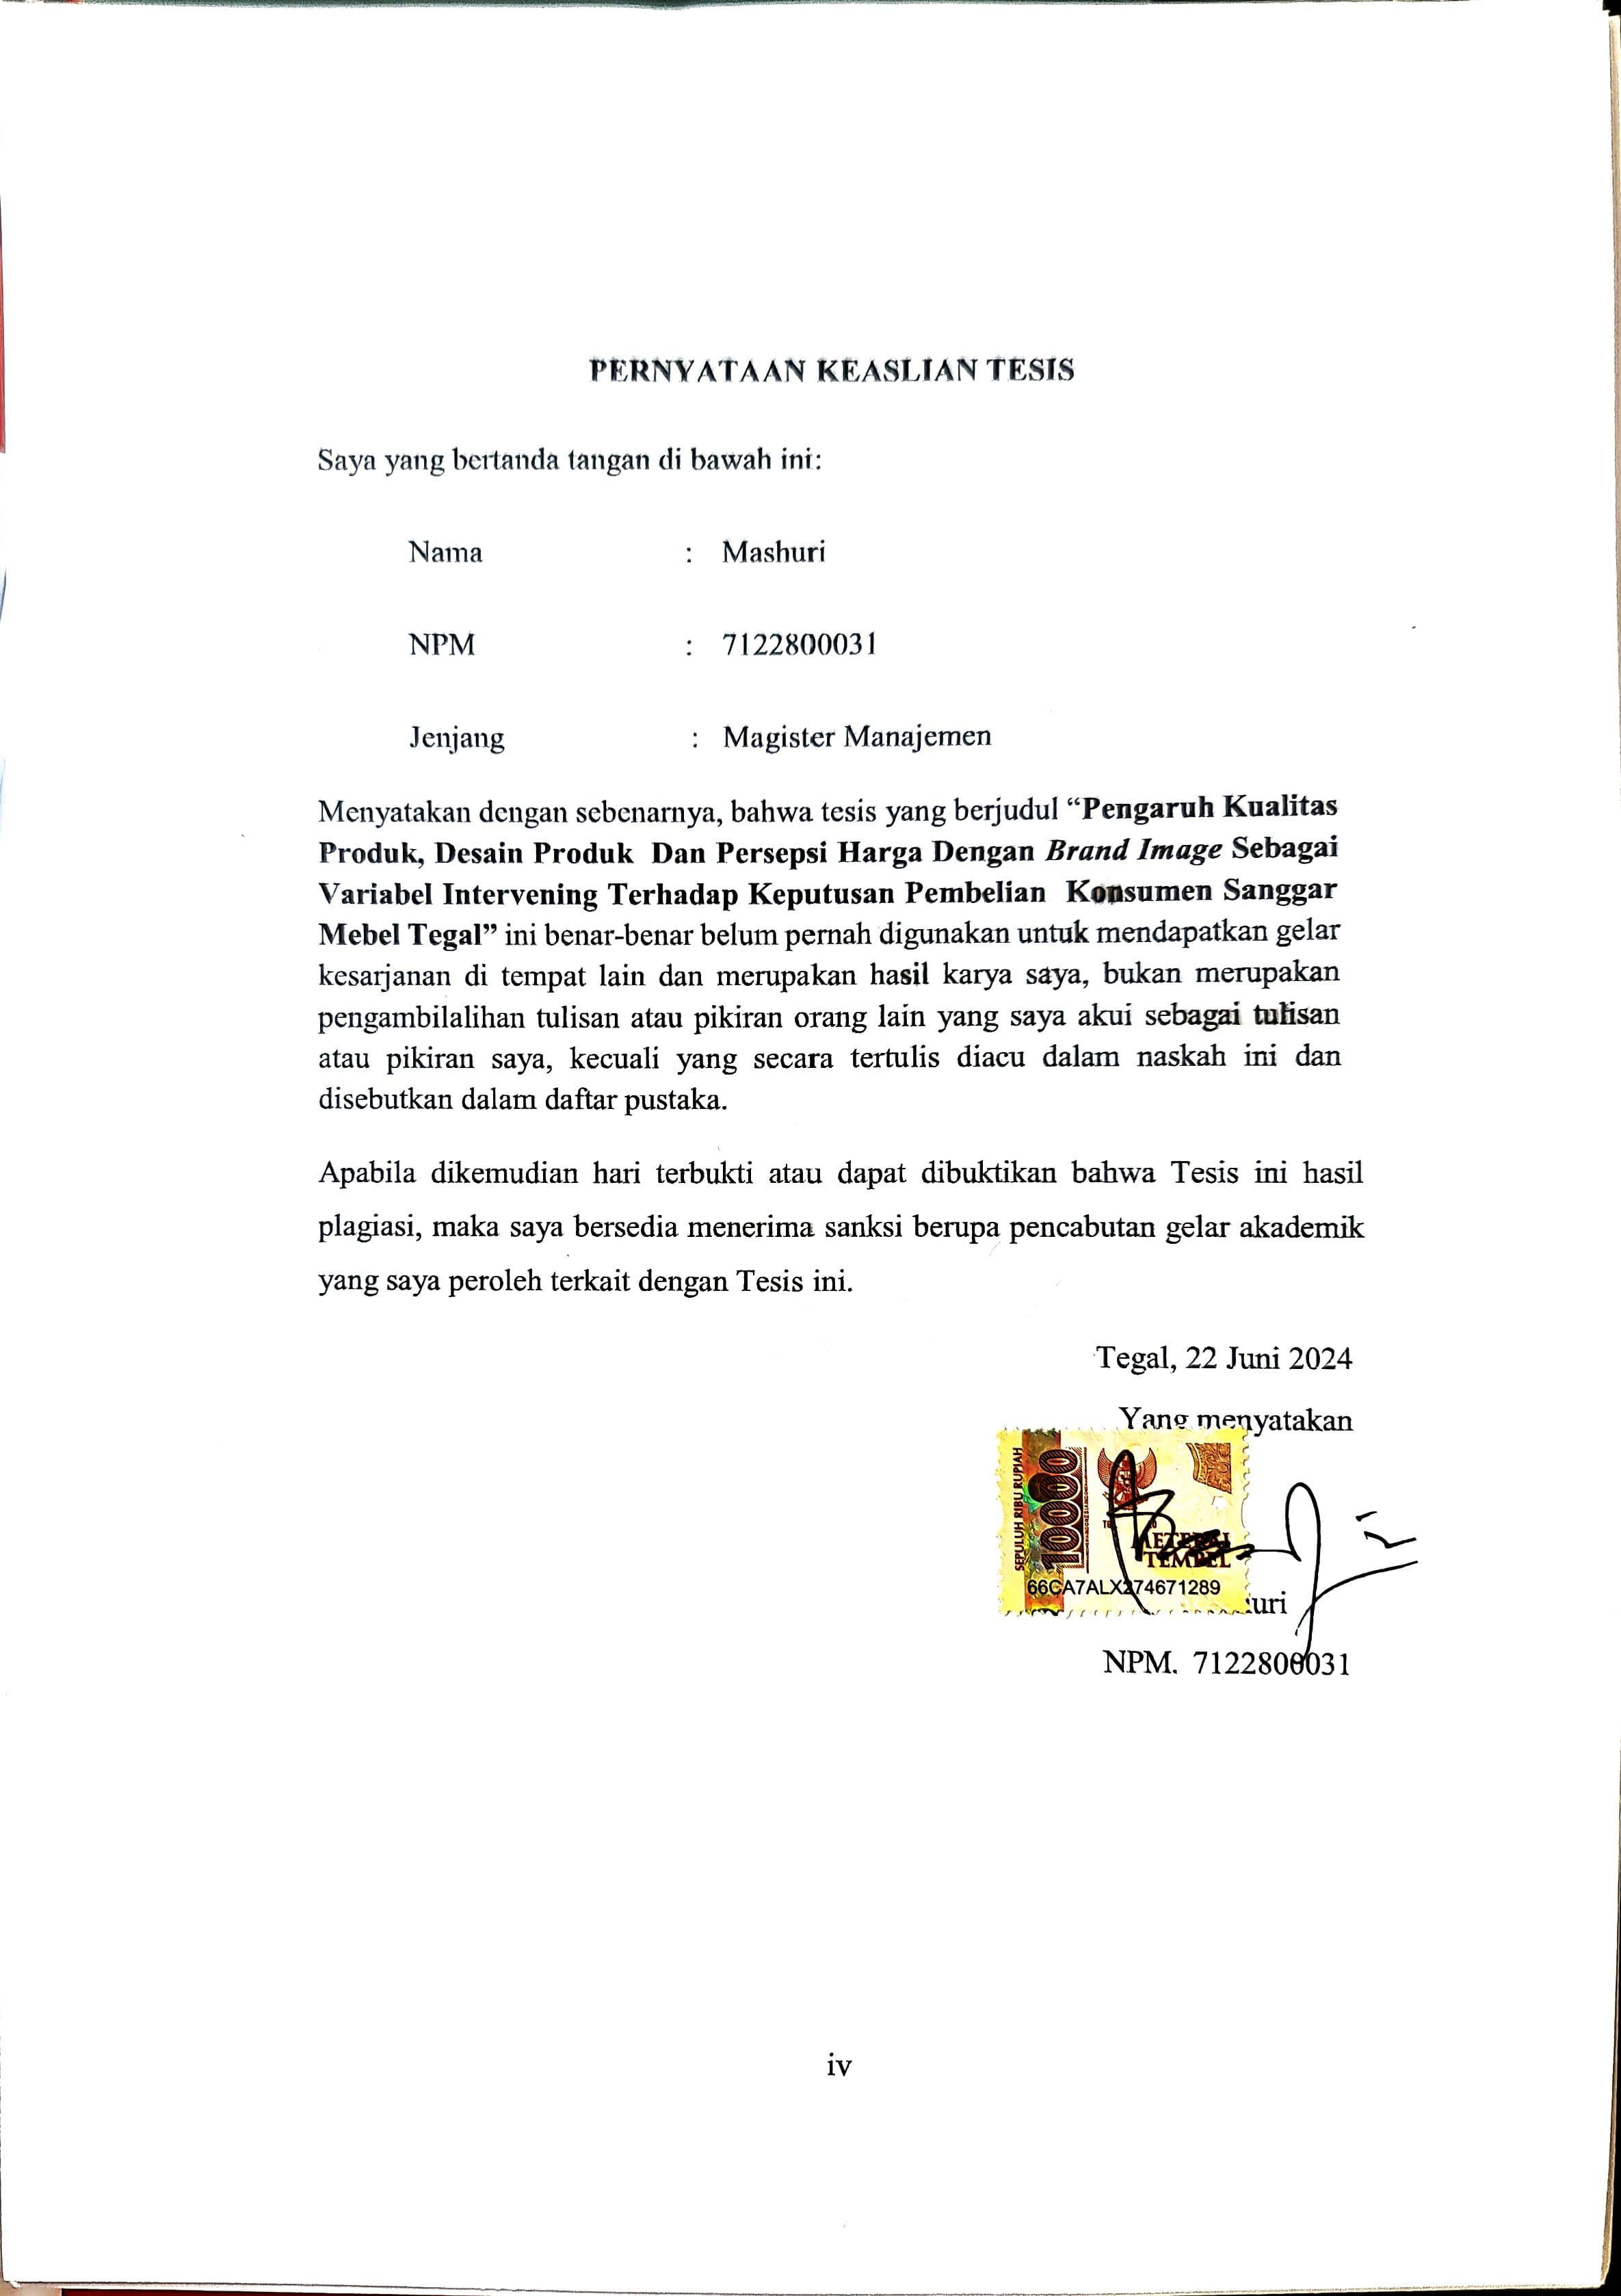 PERNYATAAN KEASLIAN TESIS
Saya yang bertanda tangan di bawah ini:
Nama : Mashuri
NPM : 7122800031
Jenjang : Magister Manajemen
Menyatakan dengan sebenarnya, bahwa tesis yang berjudul “Pengaruh Kualitas
Produk, Desain Produk Dan Persepsi Harga Dengan Brand Image Sebagai
Variabel Intervening Terhadap Keputusan Pembelian Konsumen Sanggar
Mebel Tegal” ini benar-benar belum pernah digunakan untuk mendapatkan gelar
kesarjanan di tempat lain dan merupakan hasil karya saya, bukan merupakan
pengambilalihan tulisan atau pikiran orang lain yang saya akui sebagai tulisan
atau pikiran saya, kecuali yang secara tertulis diacu dalam naskah ini dan
disebutkan dalam daftar pustaka.
Apabila dikemudian hari terbukti atau dapat dibuktikan bahwa Tesis ini hasil
plagiasi, maka saya bersedia menerima sanksi berupa pencabutan gelar akademik
yang saya peroleh terkait dengan Tesis ini.
Tegal, 22 Juni 2024
Yang menyatakan
SEPULUH RIBU RUPIAH
10000
METERAI
TEMPEL
66CA7ALX274671289
uri
NPM. 7122800031
iv